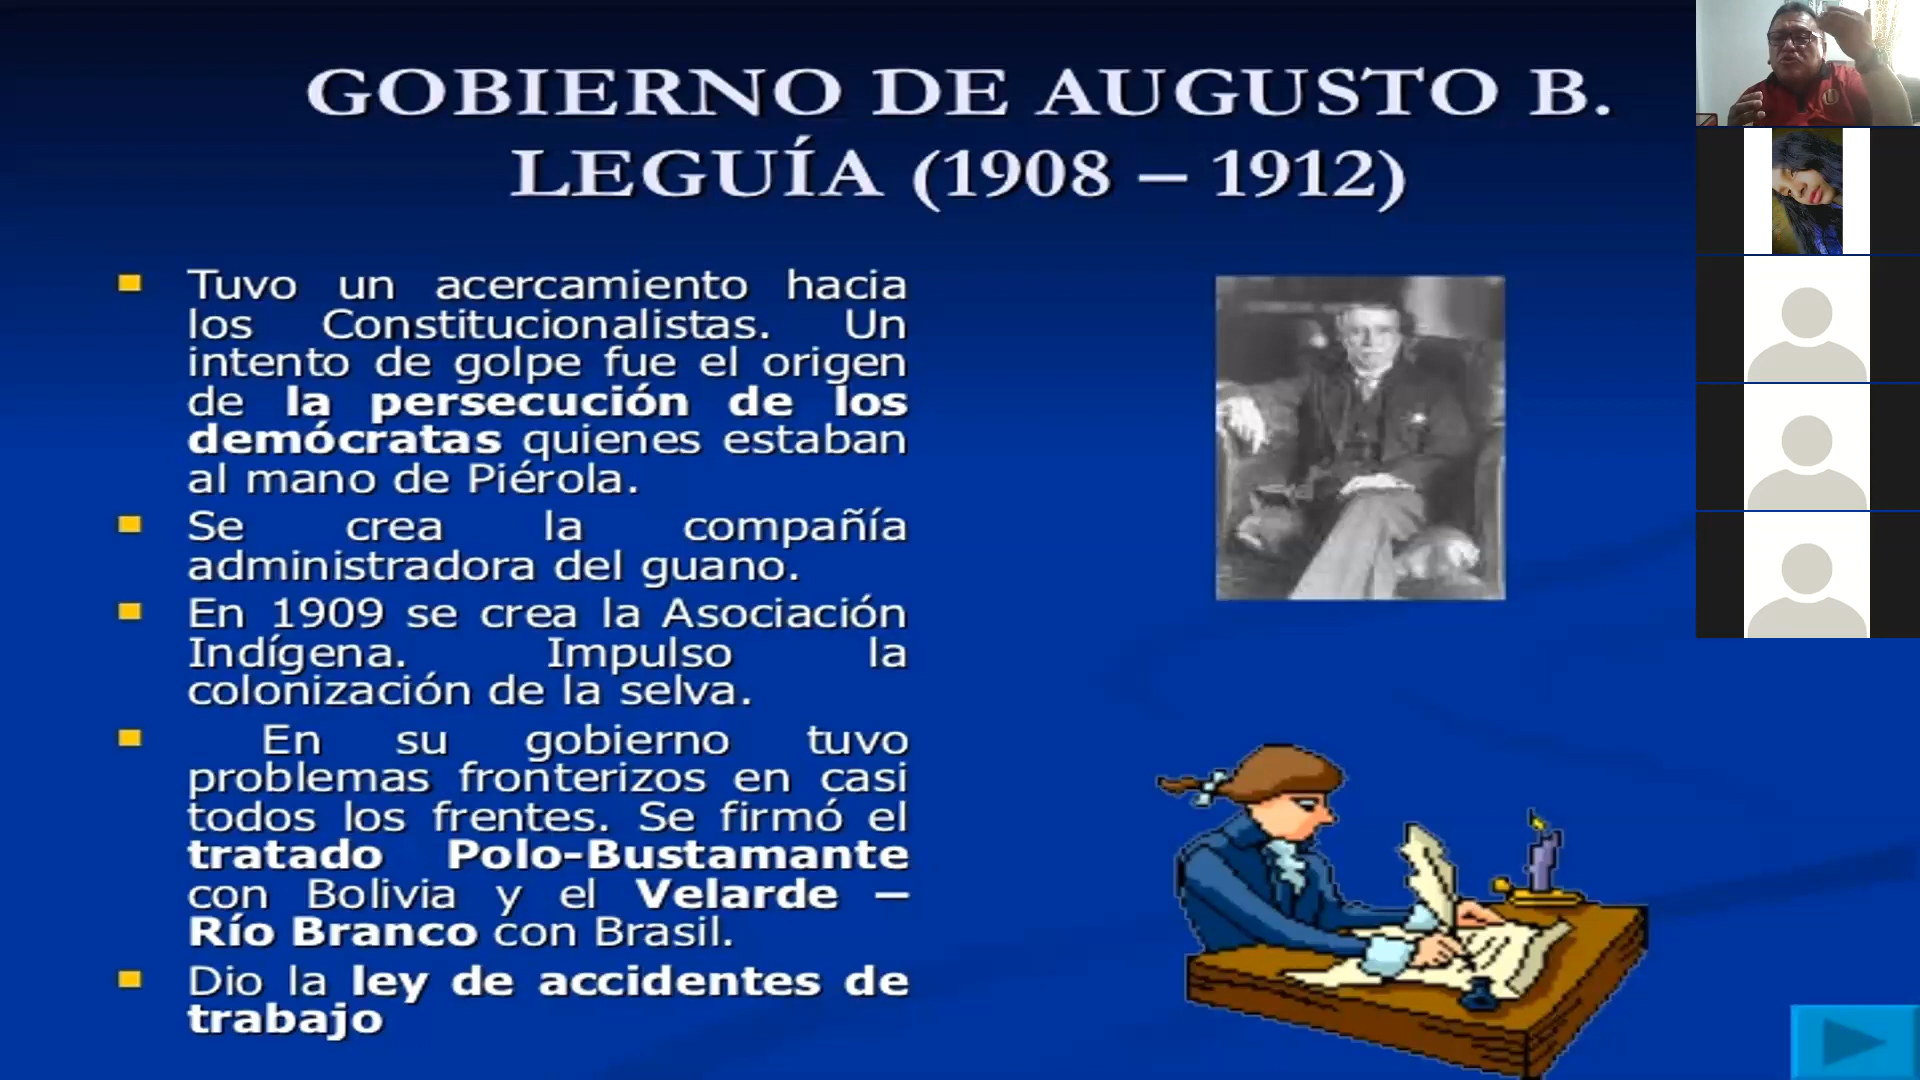 GOBIERNO DE AUGUSTO B.
LEGUÍA (1908 – 1912)
Tuvo un acercamiento hacia
los Constitucionalistas. Un
intento de golpe fue el origen
de la persecución de los
demócratas quienes estaban
al mano de Piérola.
Se crea la compañía
administradora del guano.
En 1909 se crea la Asociación
Indígena. Impulso la
colonización de la selva.
En su gobierno tuvo
problemas fronterizos en casi
todos los frentes. Se firmó el
tratado Polo-Bustamante
con Bolivia y el Velarde –
Río Branco con Brasil.
Dio la ley de accidentes de
trabajo